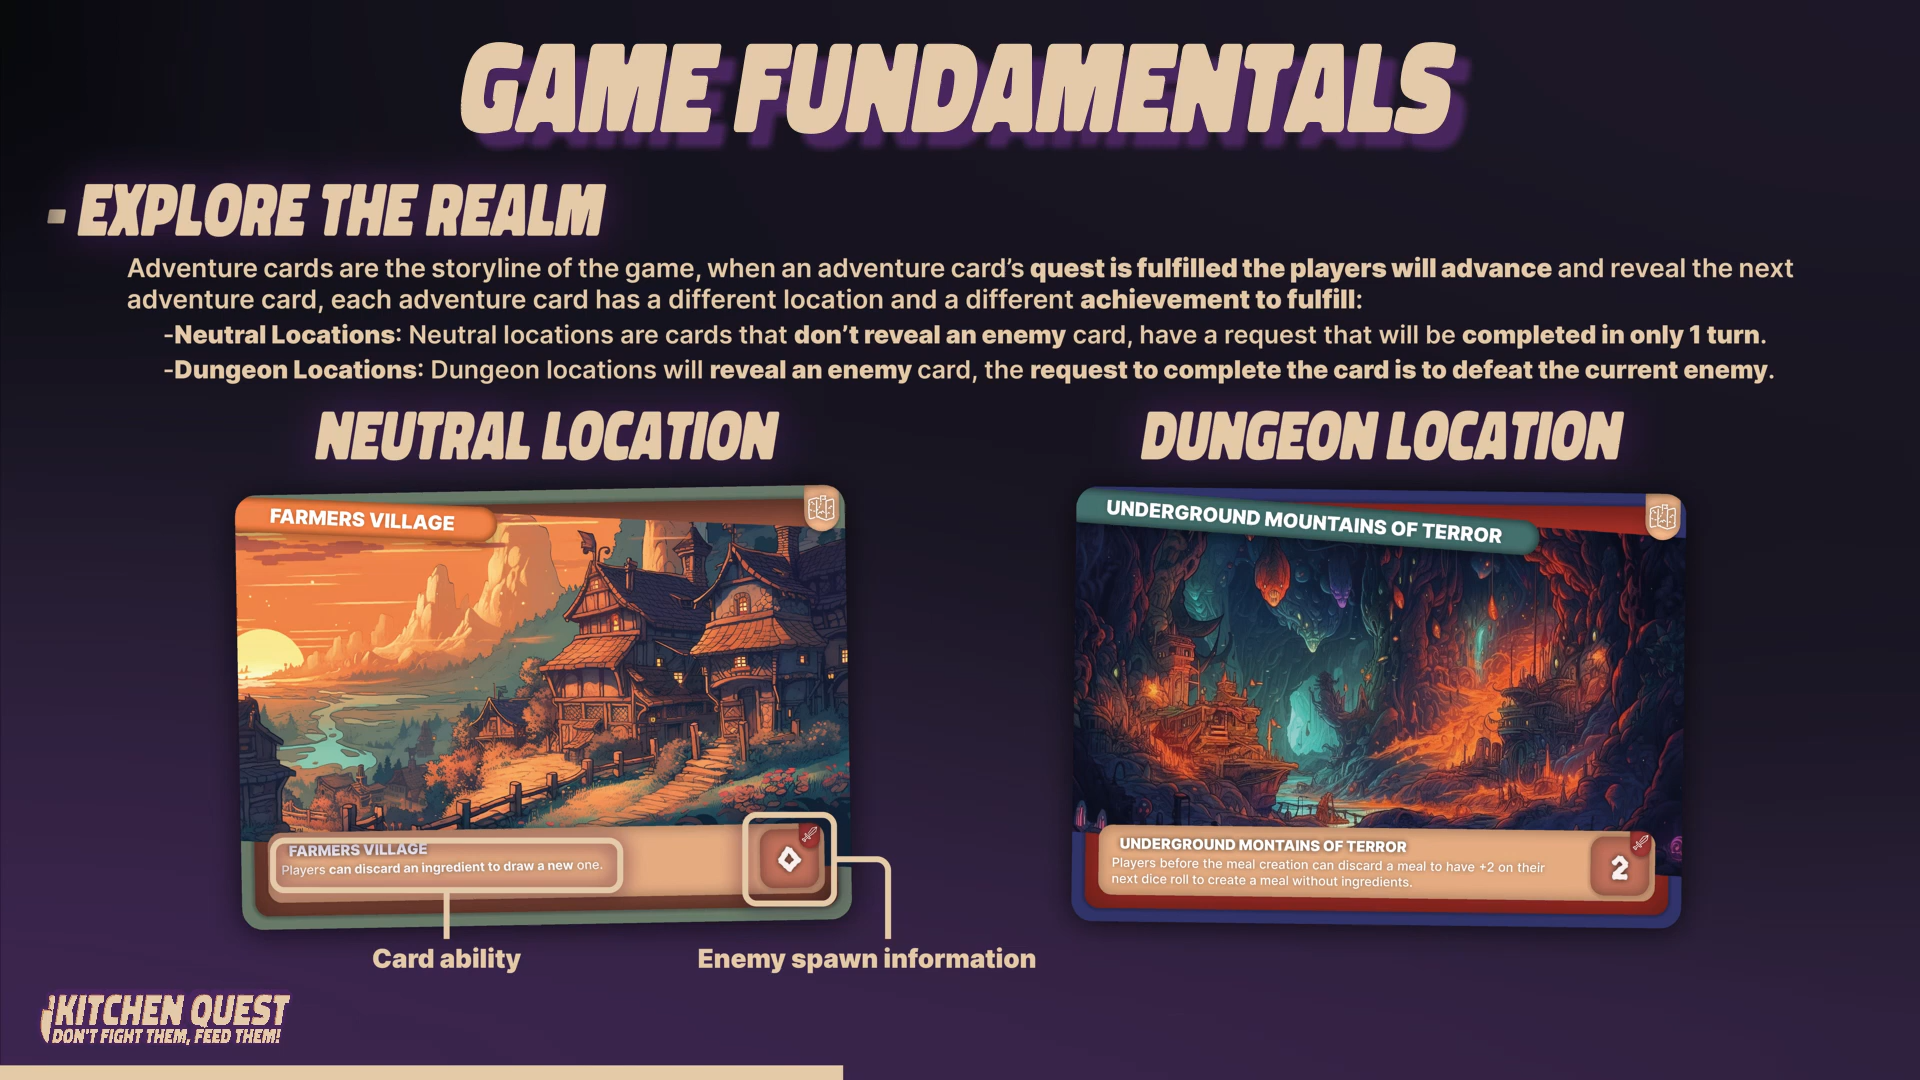 GAME FUNDAMENTALS
- EXPLORE THE REALM
Adventure cards are the storyline of the game, when an adventure card's quest is fulfilled the players will advance and reveal the next
adventure card, each adventure card has a different location and a different achievement to fulfill:
-Neutral Locations: Neutral locations are cards that don't reveal an enemy card, have a request that will be completed in only 1 turn.
-Dungeon Locations: Dungeon locations will reveal an enemy card, the request to complete the card is to defeat the current enemy.
NEUTRAL LOCATION
FARMERS VILLAGE
FARMERS VILLAGE
Players can discard an ingredient to draw a new one.
0
Card ability
Enemy spawn information
DUNGEON LOCATION
UNDERGROUND MOUNTAINS OF TERROR
UNDERGROUND MONTAINS OF TERROR
Players before the meal creation can discard a meal to have +2 on their
next dice roll to create a meal without ingredients.
2
KITCHEN QUEST
DON'T FIGHT THEM, FEED THEM!